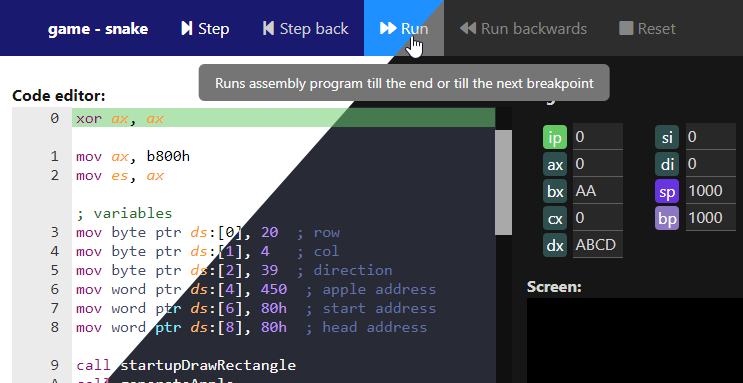 game - snake Step Step back Run Run backwards Reset
Runs assembly program till the end or till the next breakpoint
Code editor:
0 xor ax, ax
1 mov ax, b800h
2 mov es, ax
; variables
3 mov byte ptr ds:[0], 20 ; row
4 mov byte ptr ds:[1], 4 ; col
5 mov byte ptr ds:[2], 39 ; direction
6 mov word ptr ds:[4], 450 ; apple address
7 mov word ptr ds:[6], 80h ; start address
8 mov word ptr ds:[8], 80h ; head address
9 call startupDrawRectangle
A call generateApple
ip 0 si 0
ax 0 di 0
bx AA sp 1000
cx 0 bp 1000
dx ABCD
Screen: